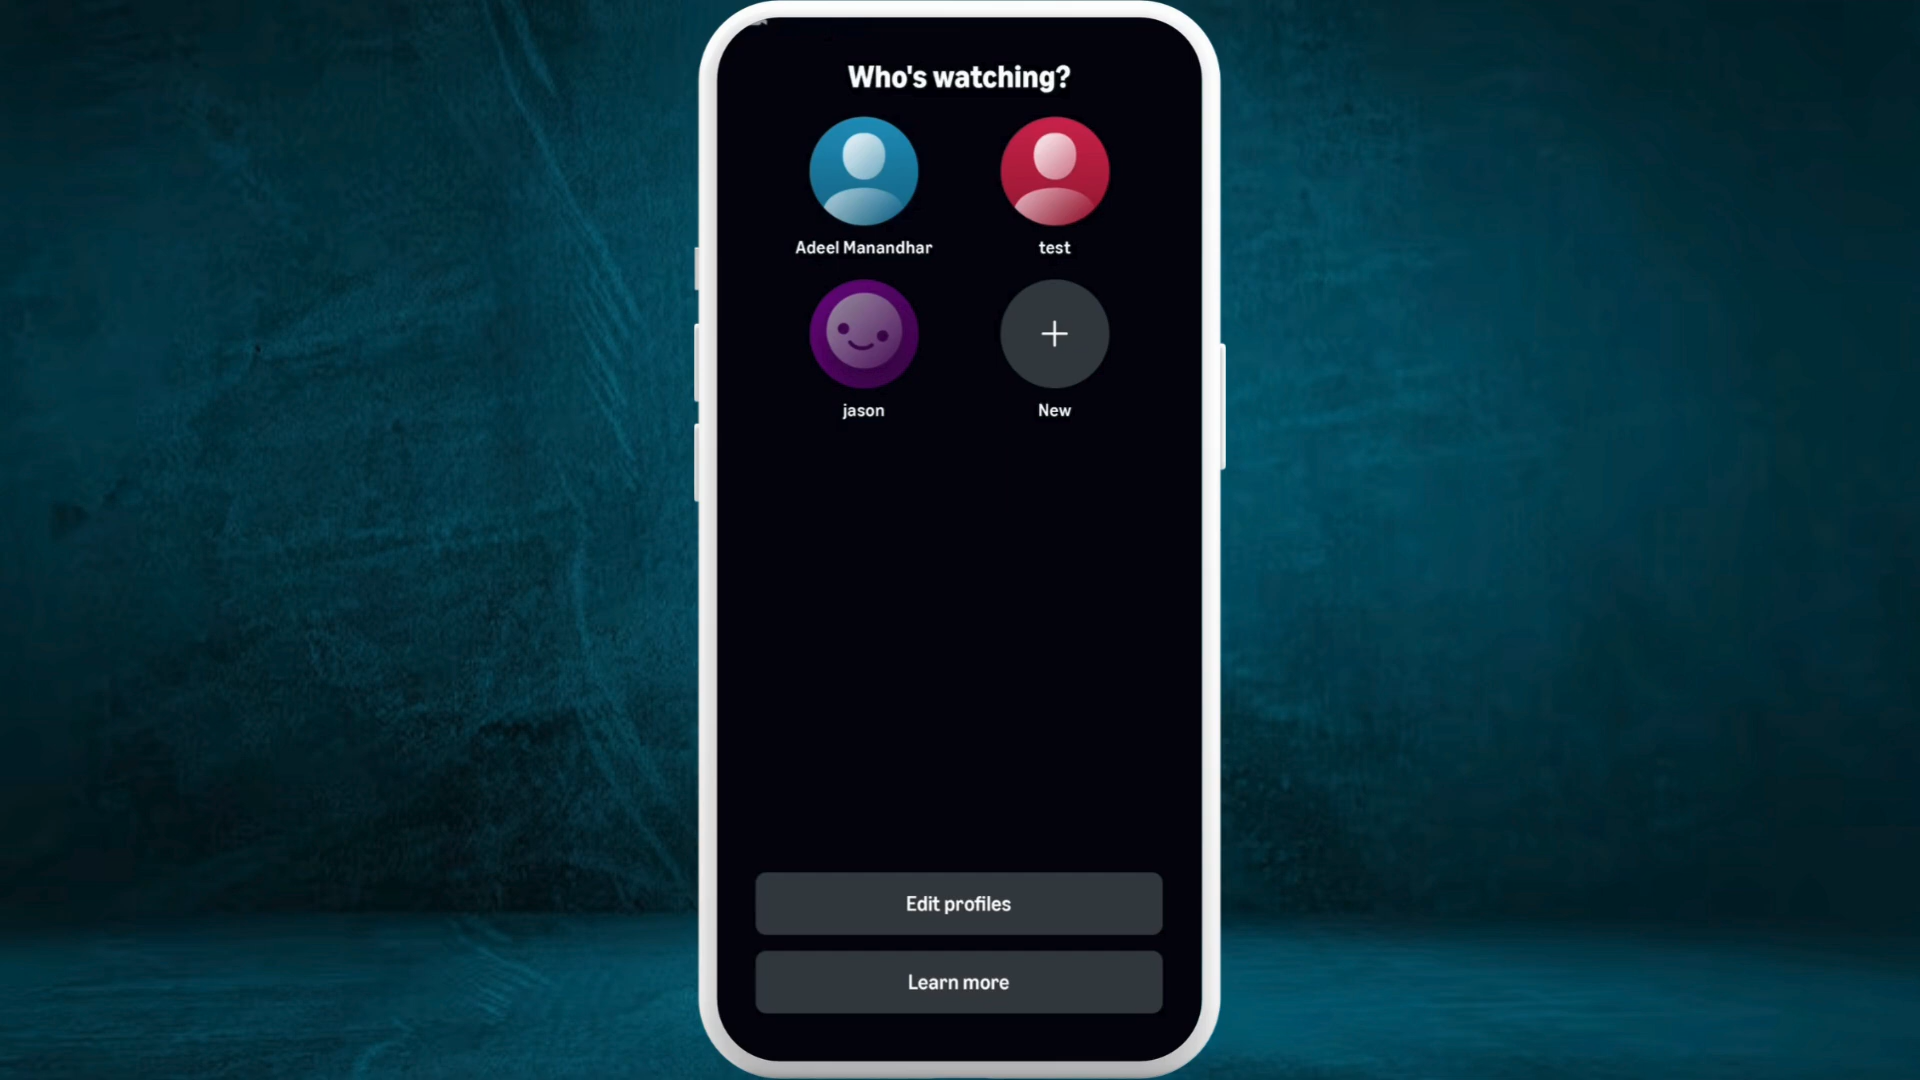 Who's watching?
Adeel Manandhar
test
jason
New
Edit profiles
Learn more